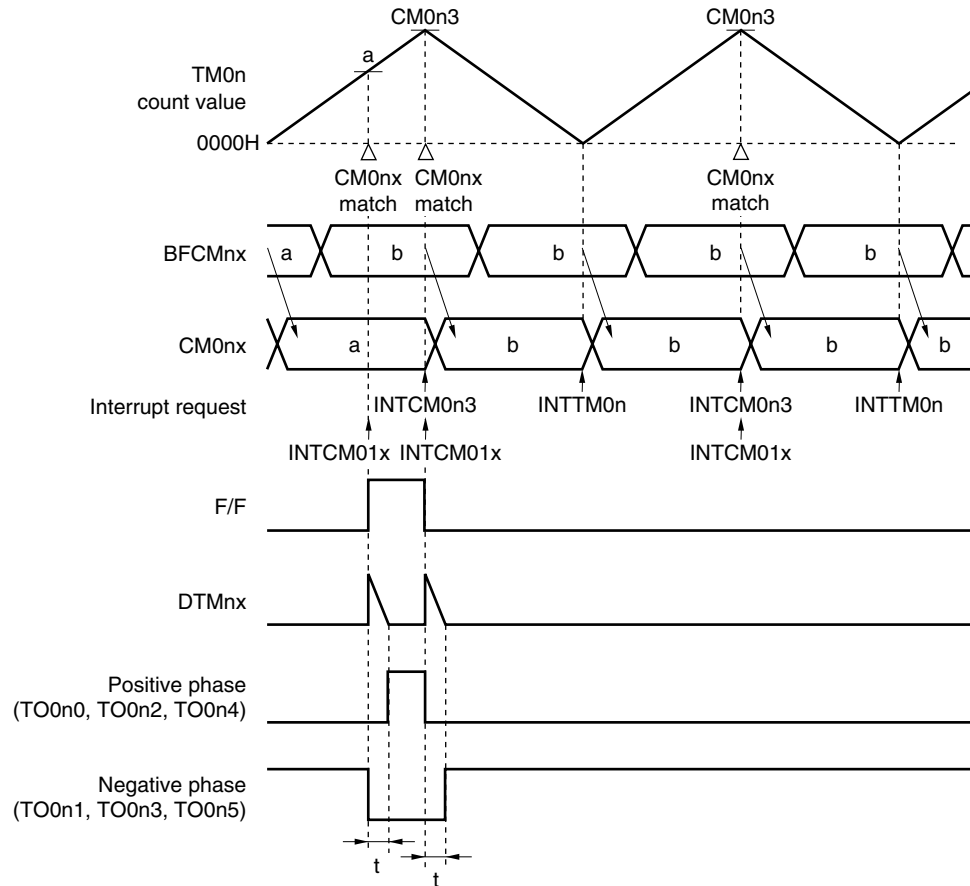 CM0n3 CM0n3
a
TM0n
count value
0000H
CM0nx CM0nx CM0nx
match match match
BFCMnx a b b b b
CM0nx a b b b b
Interrupt request INTCM0n3 INTTM0n INTCM0n3 INTTM0n
INTCM01x INTCM01x INTCM01x
F/F
DTMnx
Positive phase
(TO0n0, TO0n2, TO0n4)
Negative phase
(TO0n1, TO0n3, TO0n5)
t
t